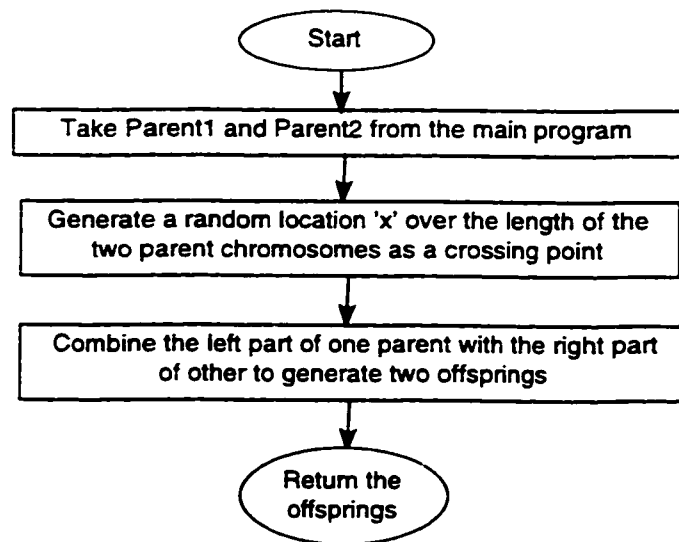 Start
Take Parent1 and Parent2 from the main program
Generate a random location 'x' over the length of the
two parent chromosomes as a crossing point
Combine the left part of one parent with the right part
of other to generate two offsprings
Return the
offsprings